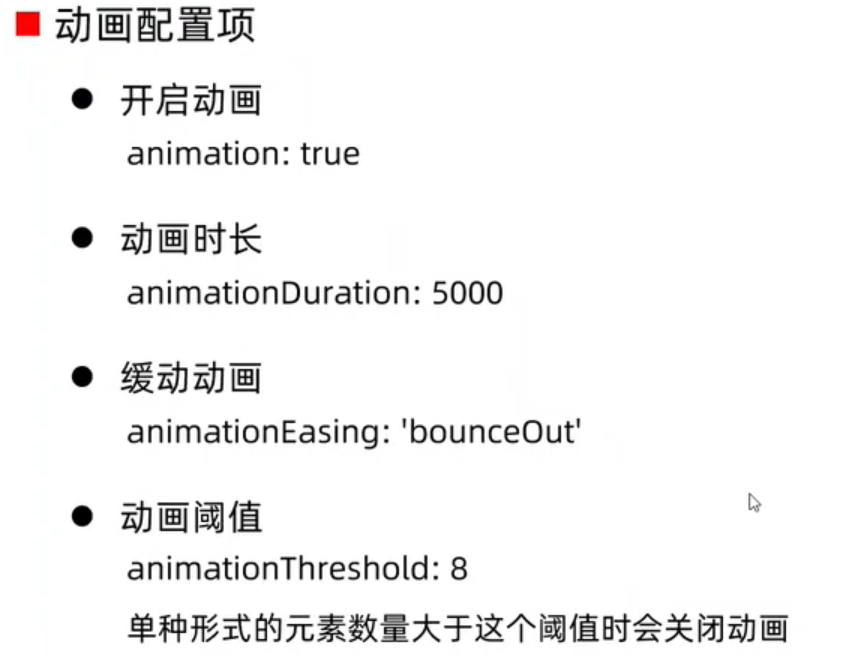 动画配置项
开启动画
animation: true
动画时长
animationDuration: 5000
缓动动画
animationEasing: 'bounceOut'
动画阈值
animationThreshold: 8
单种形式的元素数量大于这个阈值时会关闭动画